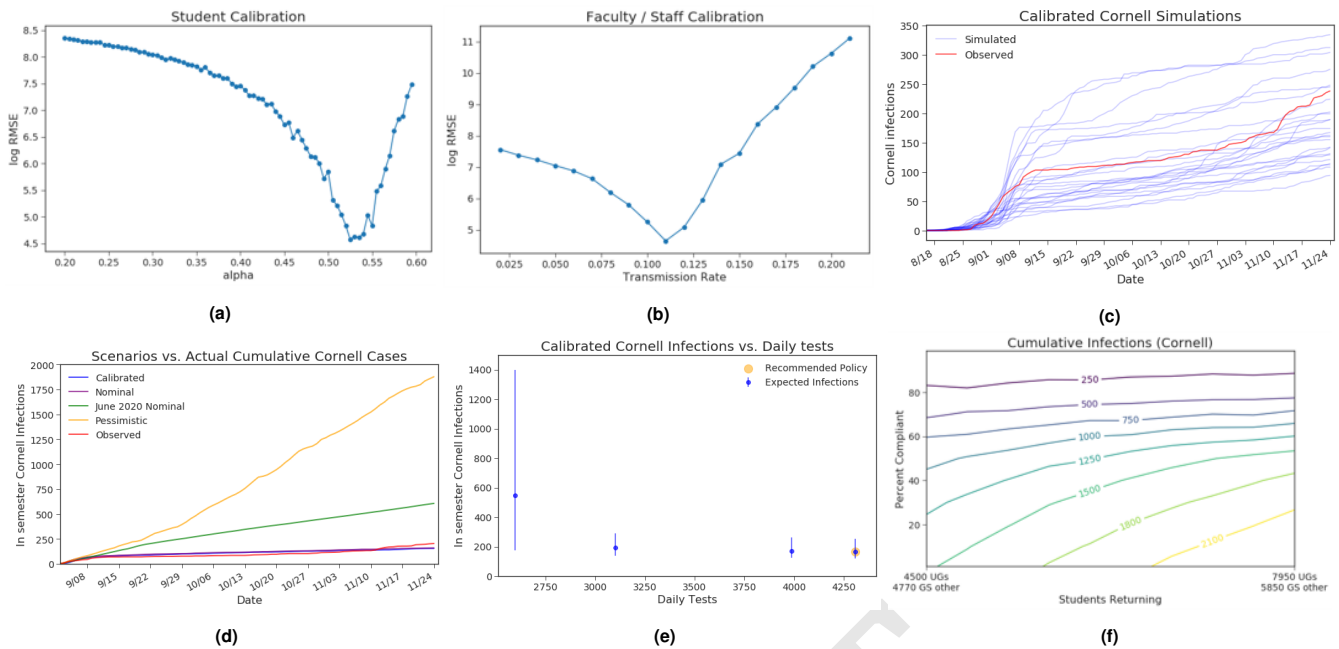 Student Calibration
8.5
8.0
7.5
7.0
6.5
6.0
5.5
5.0
4.5
log RMSE
0.20 0.25 0.30 0.35 0.40 0.45 0.50 0.55 0.60
alpha
(a)
Faculty / Staff Calibration
11
10
9
8
7
6
5
log RMSE
0.025 0.050 0.075 0.100 0.125 0.150 0.175 0.200
Transmission Rate
(b)
Calibrated Cornell Simulations
Simulated
Observed
350
300
250
200
150
100
50
0
Cornell infections
8/18 8/25 9/01 9/08 9/15 9/22 9/29 10/06 10/13 10/20 10/27 11/03 11/10 11/17 11/24
Date
(c)
Scenarios vs. Actual Cumulative Cornell Cases
Calibrated
Nominal
June 2020 Nominal
Pessimistic
Observed
2000
1750
1500
1250
1000
750
500
250
0
In semester Cornell Infections
9/08 9/15 9/22 9/29 10/06 10/13 10/20 10/27 11/03 11/10 11/17 11/24
Date
(d)
Calibrated Cornell Infections vs. Daily tests
Recommended Policy
Expected Infections
1400
1200
1000
800
600
400
200
0
In semester Cornell Infections
2750 3000 3250 3500 3750 4000 4250
Daily Tests
(e)
Cumulative Infections (Cornell)
80
60
40
20
Percent Compliant
250
500
750
1000
1250
1500
1800
2100
4500 UGs
4770 GS other
7950 UGs
5850 GS other
Students Returning
(f)